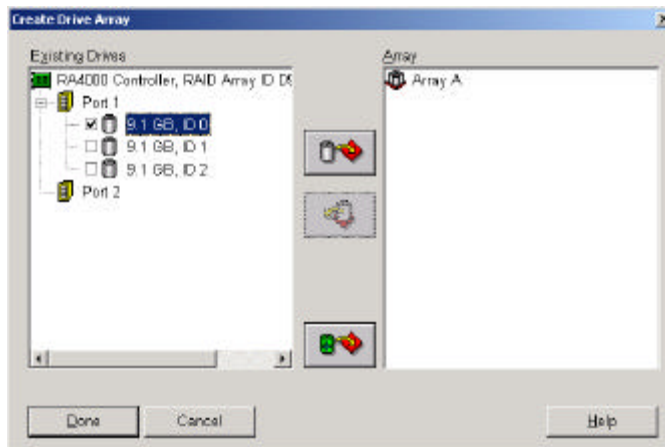 Create Drive Array
Existing Drives
RA4000 Controller, RAID Array ID D
Port 1
9.1 GB, ID 0
9.1 GB, ID 1
9.1 GB, ID 2
Port 2
Array
Array A
Done
Cancel
Help